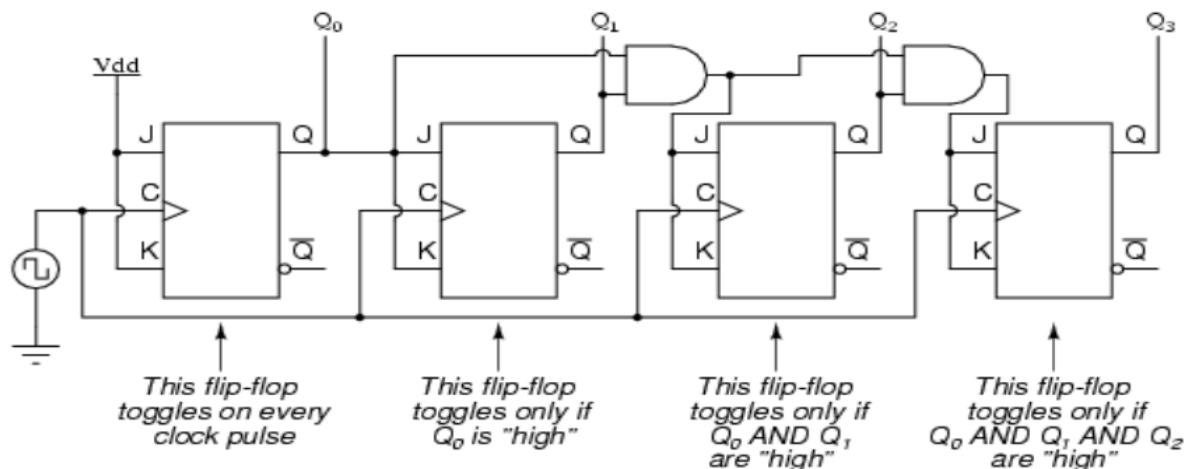 Q0 Q1 Q2 Q3
Vdd
J Q J Q J Q J Q
C C C C
K Q̅ K Q̅ K Q̅ K Q̅
This flip-flop
toggles on every
clock pulse
This flip-flop
toggles only if
Q0 is "high"
This flip-flop
toggles only if
Q0 AND Q1
are "high"
This flip-flop
toggles only if
Q0 AND Q1 AND Q2
are "high"